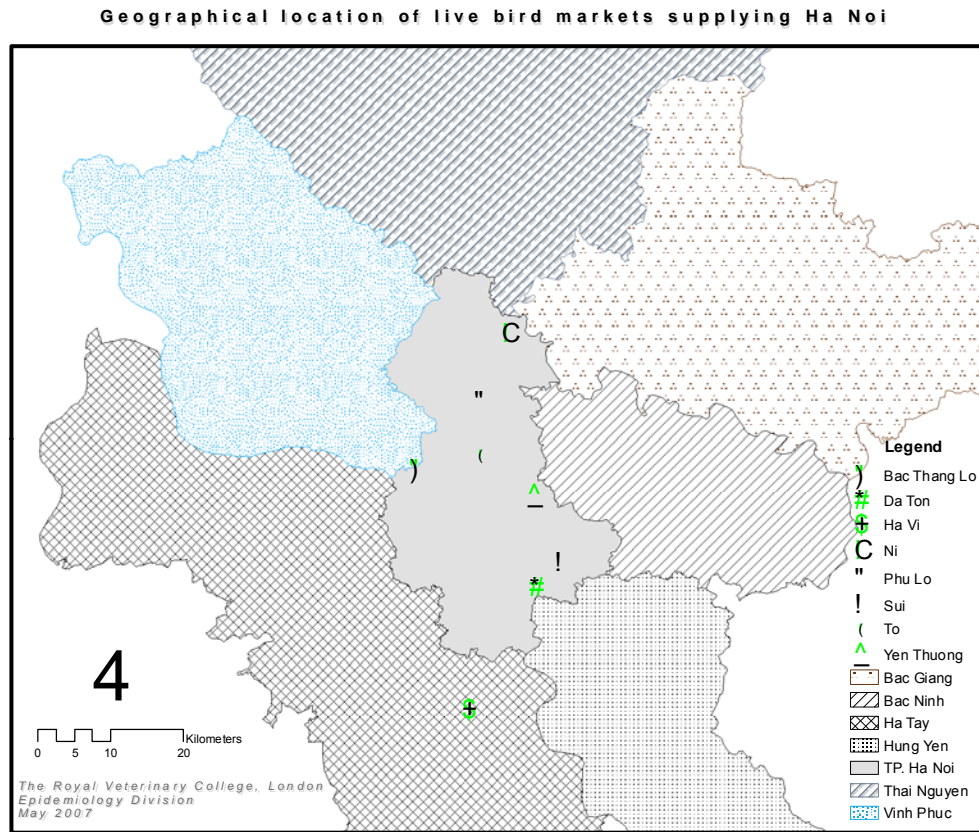 Geographical location of live bird markets supplying Ha Noi
C
"
(
)
^
_
!
*
#
$
+
4
Kilometers
0 5 10 20
The Royal Veterinary College, London
Epidemiology Division
May 2007
Legend
) Bac Thang Lo
*# Da Ton
$+ Ha Vi
C Ni
" Phu Lo
! Sui
( To
^_ Yen Thuong
Bac Giang
Bac Ninh
Ha Tay
Hung Yen
TP. Ha Noi
Thai Nguyen
Vinh Phuc